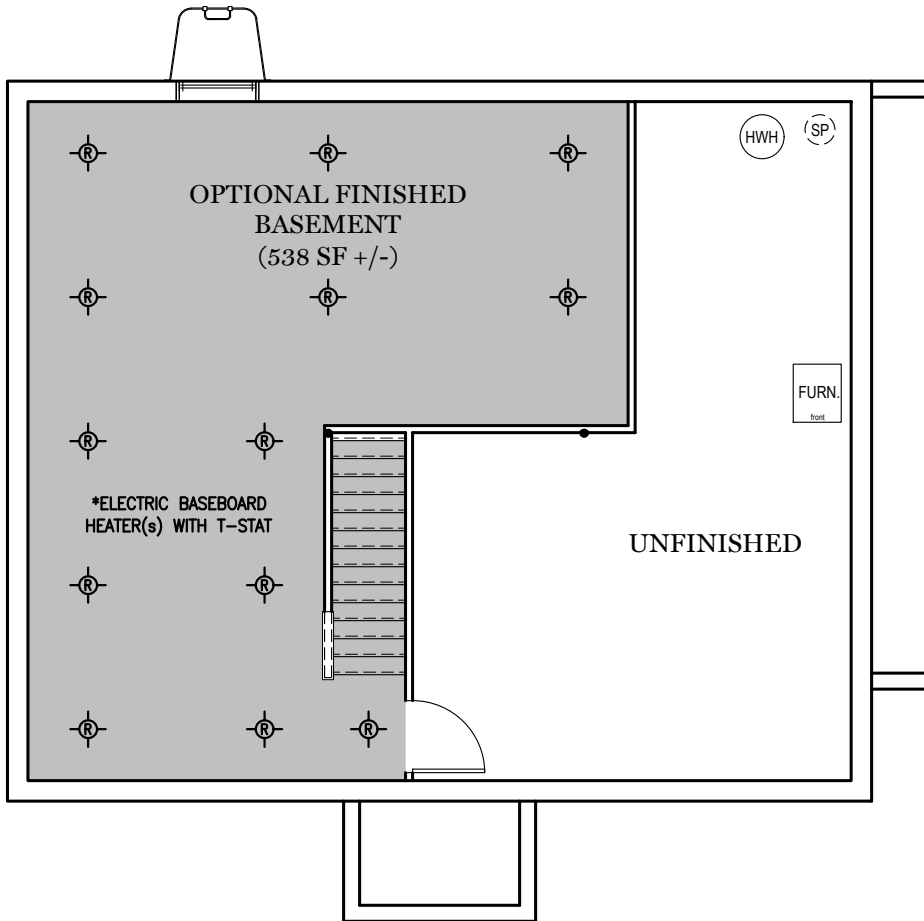 HWH
SP
R
R
R
OPTIONAL FINISHED
BASEMENT
(538 SF +/-)
R
R
R
FURN.
front
R
R
*ELECTRIC BASEBOARD
HEATER(s) WITH T-STAT
UNFINISHED
R
R
R
R
R